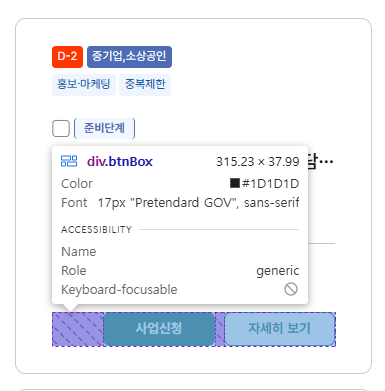 D-2 중기업,소상공인
홍보·마케팅 중복제한
준비단계
담···
div.btnBox 315.23 × 37.99
Color #1D1D1D
Font 17px "Pretendard GOV", sans-serif
ACCESSIBILITY
Name
Role generic
Keyboard-focusable
사업신청 자세히 보기